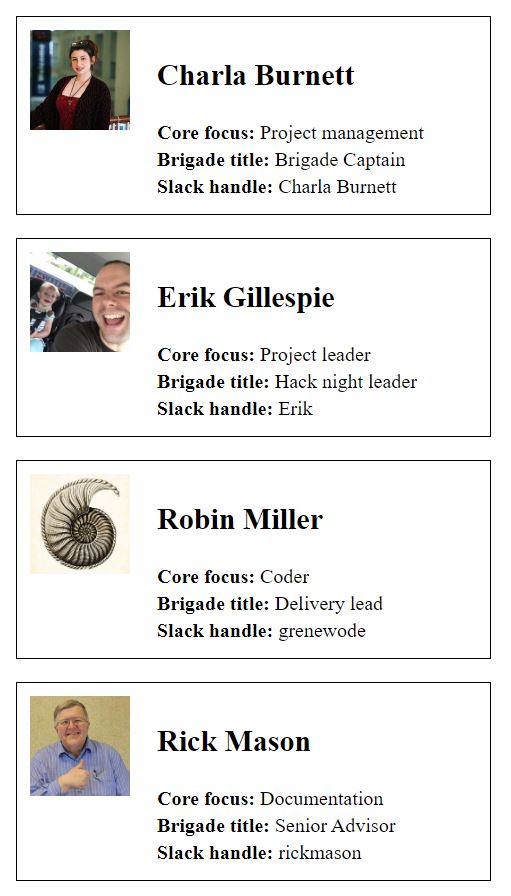 Charla Burnett
Core focus: Project management
Brigade title: Brigade Captain
Slack handle: Charla Burnett
Erik Gillespie
Core focus: Project leader
Brigade title: Hack night leader
Slack handle: Erik
Robin Miller
Core focus: Coder
Brigade title: Delivery lead
Slack handle: grenewode
Rick Mason
Core focus: Documentation
Brigade title: Senior Advisor
Slack handle: rickmason